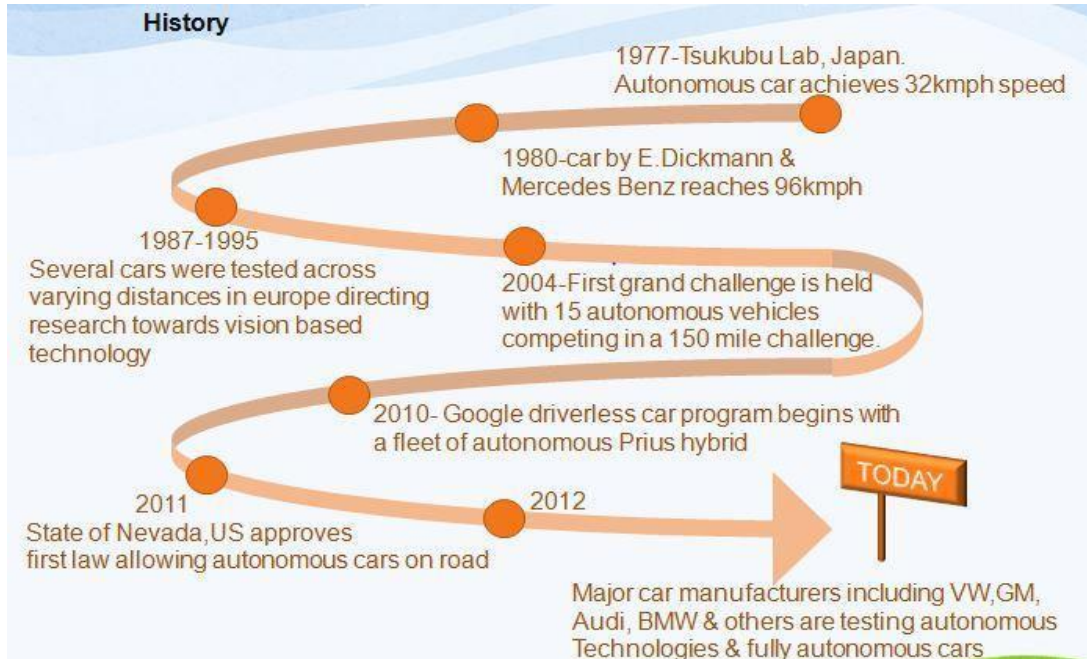 History
1977-Tsukubu Lab, Japan.
Autonomous car achieves 32kmph speed
1980-car by E.Dickmann &
Mercedes Benz reaches 96kmph
1987-1995
Several cars were tested across
varying distances in europe directing
research towards vision based
technology
2004-First grand challenge is held
with 15 autonomous vehicles
competing in a 150 mile challenge.
2010- Google driverless car program begins with
a fleet of autonomous Prius hybrid
2011
State of Nevada,US approves
first law allowing autonomous cars on road
2012
TODAY
Major car manufacturers including VW,GM,
Audi, BMW & others are testing autonomous
Technologies & fully autonomous cars